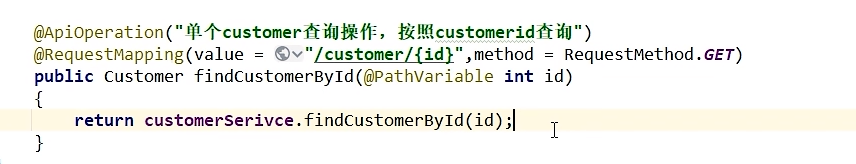 @ApiOperation("单个customer查询操作，按照customerid查询")
@RequestMapping(value = "/customer/{id}",method = RequestMethod.GET)
public Customer findCustomerById(@PathVariable int id)
{
    return customerSerivce.findCustomerById(id);
}